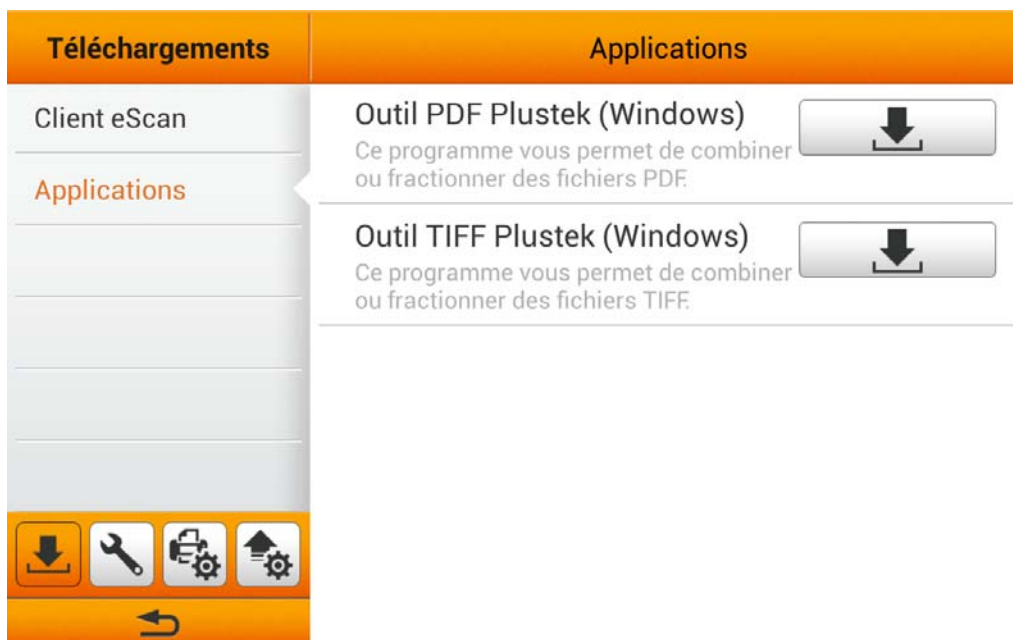 Téléchargements
Applications
Client eScan
Applications
Outil PDF Plustek (Windows)
Ce programme vous permet de combiner
ou fractionner des fichiers PDF.
Outil TIFF Plustek (Windows)
Ce programme vous permet de combiner
ou fractionner des fichiers TIFF.